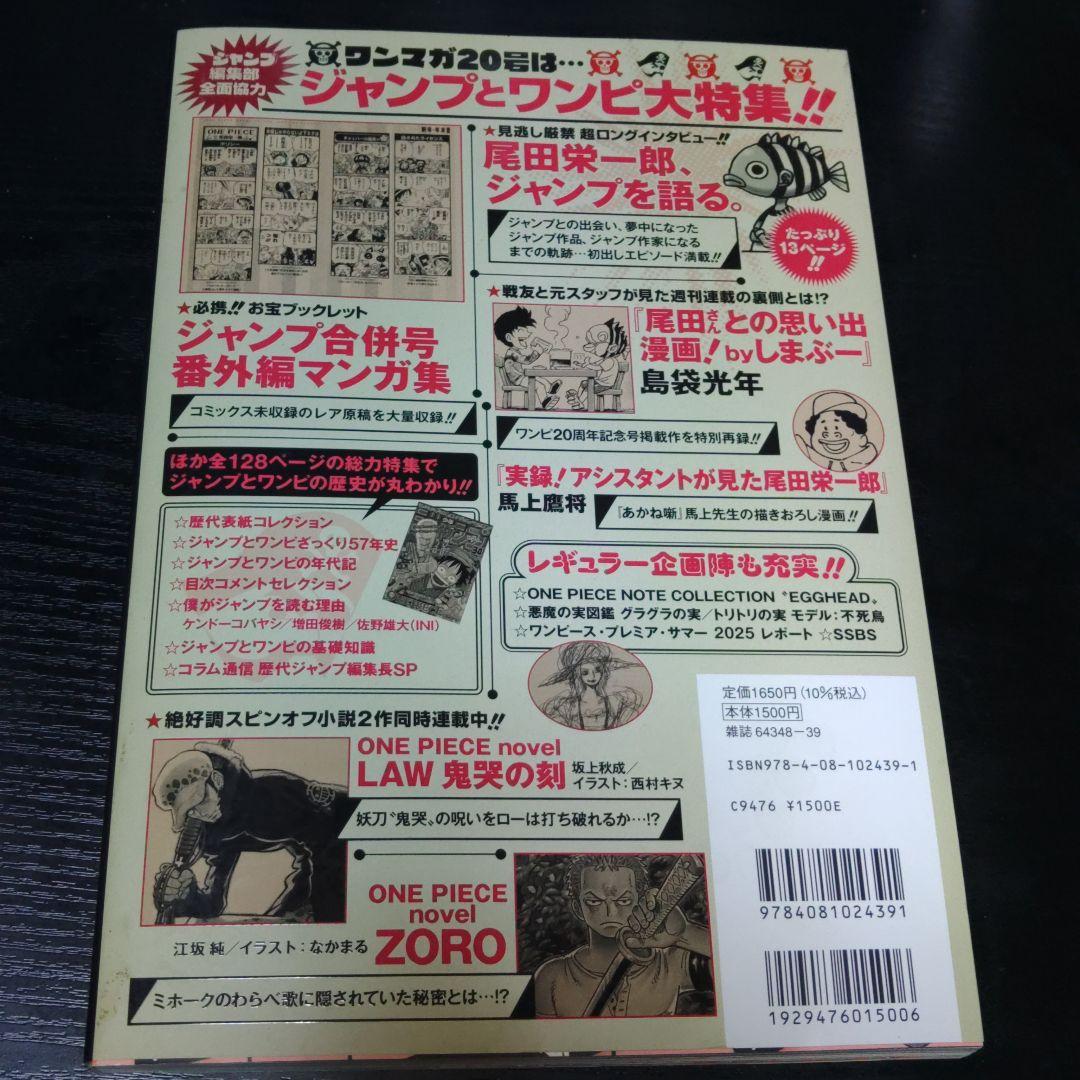 ジャンプ
編集部
全面協力
ワンマガ20号は…
ジャンプとワンピ大特集!!
ONE PIECE
★見逃し厳禁 超ロングインタビュー!!
尾田栄一郎、
ジャンプを語る。
ジャンプとの出会い、夢中になった
ジャンプ作品、ジャンプ作家になる
までの軌跡…初出しエピソード満載!!
たっぷり
13ページ
!!
★必携!! お宝ブックレット
ジャンプ合併号
番外編マンガ集
コミックス未収録のレア原稿を大量収録!!
★戦友と元スタッフが見た週刊連載の裏側とは!?
『尾田さんとの思い出
漫画!byしまぶー』
島袋光年
ワンピ20周年記念号掲載作を特別再録!!
『実録!アシスタントが見た尾田栄一郎』
馬上鷹将
『あかね噺』馬上先生の描きおろし漫画!!
ほか全128ページの総力特集で
ジャンプとワンピの歴史が丸わかり!!
☆歴代表紙コレクション
☆ジャンプとワンピざっくり57年史
☆ジャンプとワンピの年代記
☆目次コメントセレクション
☆僕がジャンプを読む理由
ケンドーコバヤシ/増田俊樹/佐野雄大(INI)
☆ジャンプとワンピの基礎知識
☆コラム通信 歴代ジャンプ編集長SP
レギュラー企画陣も充実!!
☆ONE PIECE NOTE COLLECTION〝EGGHEAD〟
☆悪魔の実図鑑 グラグラの実/トリトリの実 モデル:不死鳥
☆ワンピース・プレミア・サマー 2025 レポート ☆SSBS
★絶好調スピンオフ小説2作同時連載中!!
ONE PIECE novel
LAW 鬼哭の刻
坂上秋成/
イラスト:西村キヌ
妖刀〝鬼哭〟の呪いをローは打ち破れるか…!?
ONE PIECE
novel
ZORO
江坂 純/イラスト:なかまる
ミホークのわらべ歌に隠されていた秘密とは…!?
定価1650円(10%税込)
本体1500円
雑誌 64348-39
ISBN978-4-08-102439-1
C9476 ¥1500E
9784081024391
1929476015006